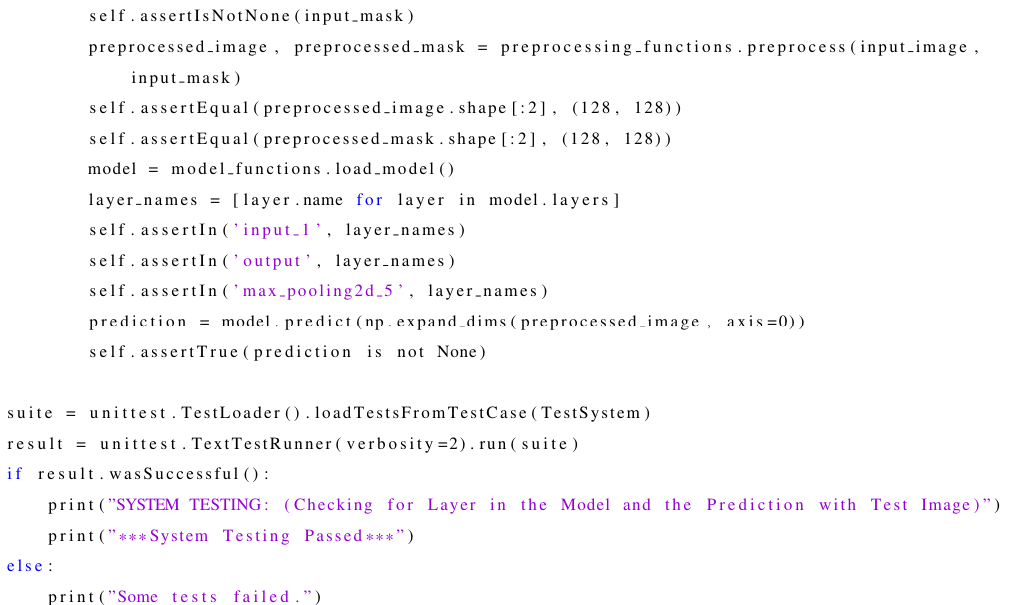 self.assertIsNotNone(input_mask)
preprocessed_image, preprocessed_mask = preprocessing_functions.preprocess(input_image,
input_mask)
self.assertEqual(preprocessed_image.shape[:2], (128, 128))
self.assertEqual(preprocessed_mask.shape[:2], (128, 128))
model = model_functions.load_model()
layer_names = [layer.name for layer in model.layers]
self.assertIn('input_1', layer_names)
self.assertIn('output', layer_names)
self.assertIn('max_pooling2d_5', layer_names)
prediction = model.predict(np.expand_dims(preprocessed_image, axis=0))
self.assertTrue(prediction is not None)
suite = unittest.TestLoader().loadTestsFromTestCase(TestSystem)
result = unittest.TextTestRunner(verbosity=2).run(suite)
if result.wasSuccessful():
print("SYSTEM TESTING: (Checking for Layer in the Model and the Prediction with Test Image)")
print("***System Testing Passed***")
else:
print("Some tests failed.")